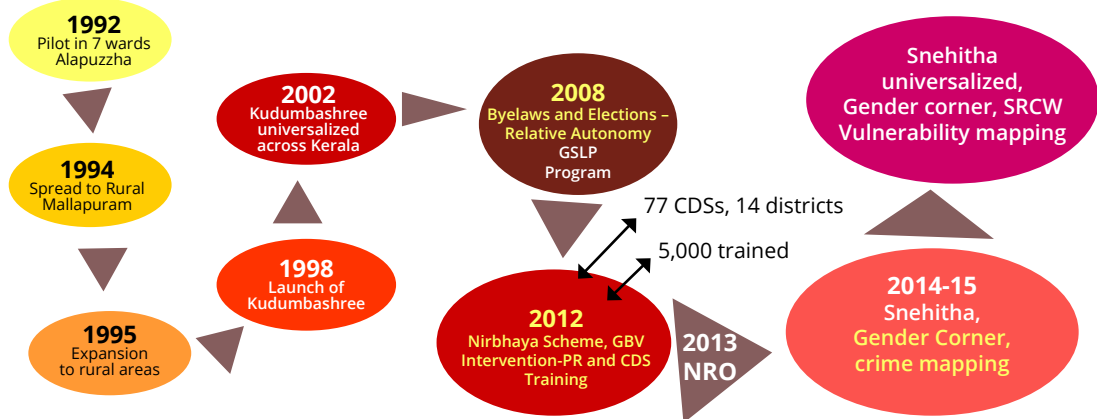 1992
Pilot in 7 wards
Alapuzzha
1994
Spread to Rural
Mallapuram
1995
Expansion
to rural areas
1998
Launch of
Kudumbashree
2002
Kudumbashree
universalized
across Kerala
2008
Byelaws and Elections –
Relative Autonomy
GSLP
Program
77 CDSs, 14 districts
5,000 trained
2012
Nirbhaya Scheme, GBV
Intervention-PR and CDS
Training
2013
NRO
2014-15
Snehitha,
Gender Corner,
crime mapping
Snehitha
universalized,
Gender corner, SRCW
Vulnerability mapping